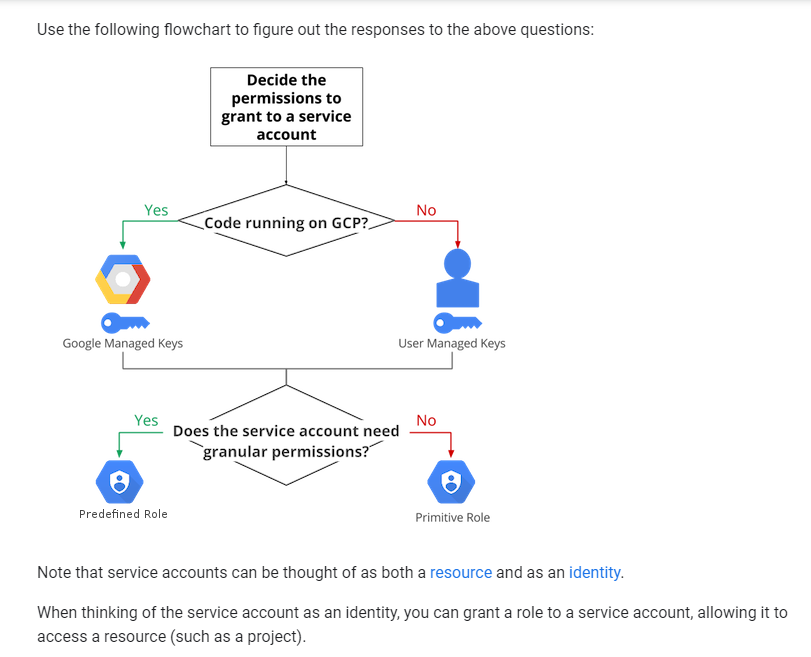 Use the following flowchart to figure out the responses to the above questions:
Decide the
permissions to
grant to a service
account
Yes
Code running on GCP?
No
Google Managed Keys
User Managed Keys
Yes
Does the service account need
granular permissions?
No
Predefined Role
Primitive Role
Note that service accounts can be thought of as both a resource and as an identity.
When thinking of the service account as an identity, you can grant a role to a service account, allowing it to
access a resource (such as a project).